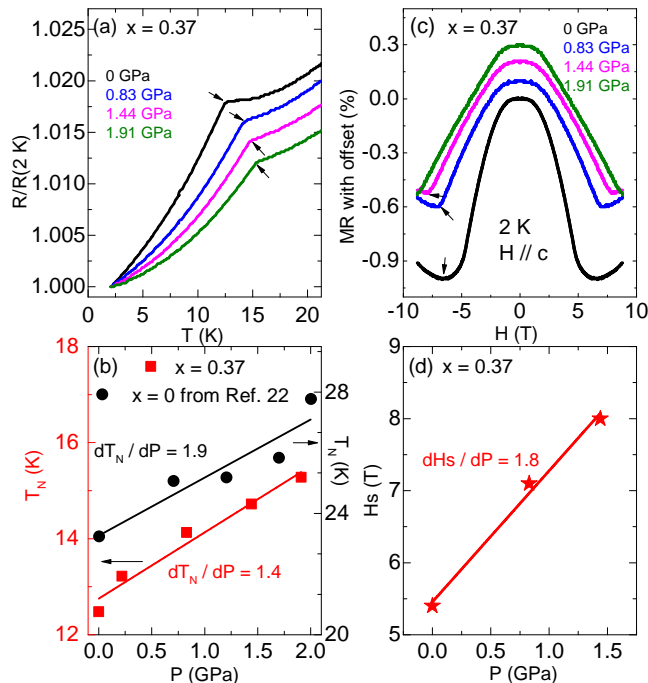 (a) x = 0.37
0 GPa
0.83 GPa
1.44 GPa
1.91 GPa
1.025
1.020
1.015
1.010
1.005
1.000
R/R(2 K)
0 5 10 15 20
T (K)
(c) x = 0.37
0 GPa
0.83 GPa
1.44 GPa
1.91 GPa
0.3
0.0
-0.3
-0.6
-0.9
MR with offset (%)
2 K
H // c
-10 -5 0 5 10
H (T)
(b) x = 0.37
x = 0 from Ref. 22
dT_N / dP = 1.9
dT_N / dP = 1.4
18
17
16
15
14
13
12
T_N (K)
28
24
20
T_N (K)
0.0 0.5 1.0 1.5 2.0
P (GPa)
(d) x = 0.37
dHs / dP = 1.8
9
8
7
6
5
Hs (T)
0.0 0.5 1.0 1.5 2.0
P (GPa)